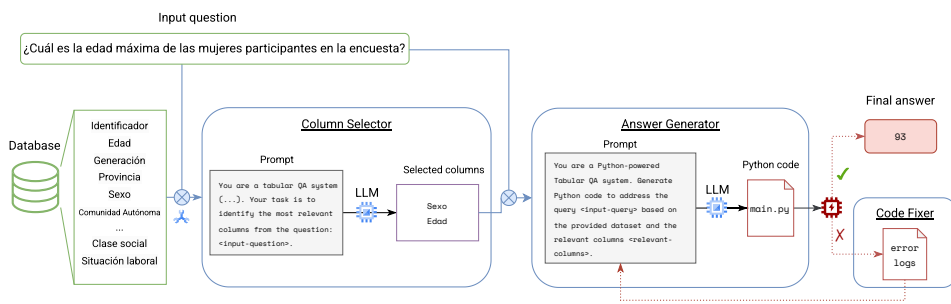 Input question
¿Cuál es la edad máxima de las mujeres participantes en la encuesta?
Database
Identificador
Edad
Generación
Provincia
Sexo
Comunidad Autónoma
...
Clase social
Situación laboral
Column Selector
Prompt
You are a tabular QA system
[...]. Your task is to
identify the most relevant
columns from the question:
<input-question>.
LLM
Selected columns
Sexo
Edad
Answer Generator
Prompt
You are a Python-powered
Tabular QA system. Generate
Python code to address the
query <input-query> based on
the provided dataset and the
relevant columns <relevant-
columns>.
LLM
Python code
main.py
Final answer
93
Code Fixer
error
logs